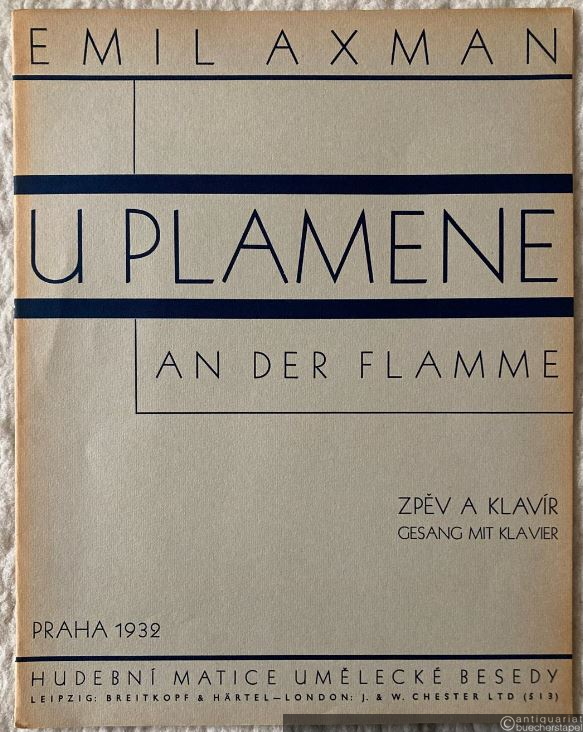 EMIL AXMAN
U PLAMENE
AN DER FLAMME
ZPĚV A KLAVÍR
GESANG MIT KLAVIER
PRAHA 1932
HUDEBNÍ MATICE UMĚLECKÉ BESEDY
LEIPZIG: BREITKOPF & HÄRTEL—LONDON: J. & W. CHESTER LTD (513)
©antiquariat
buecherstapel